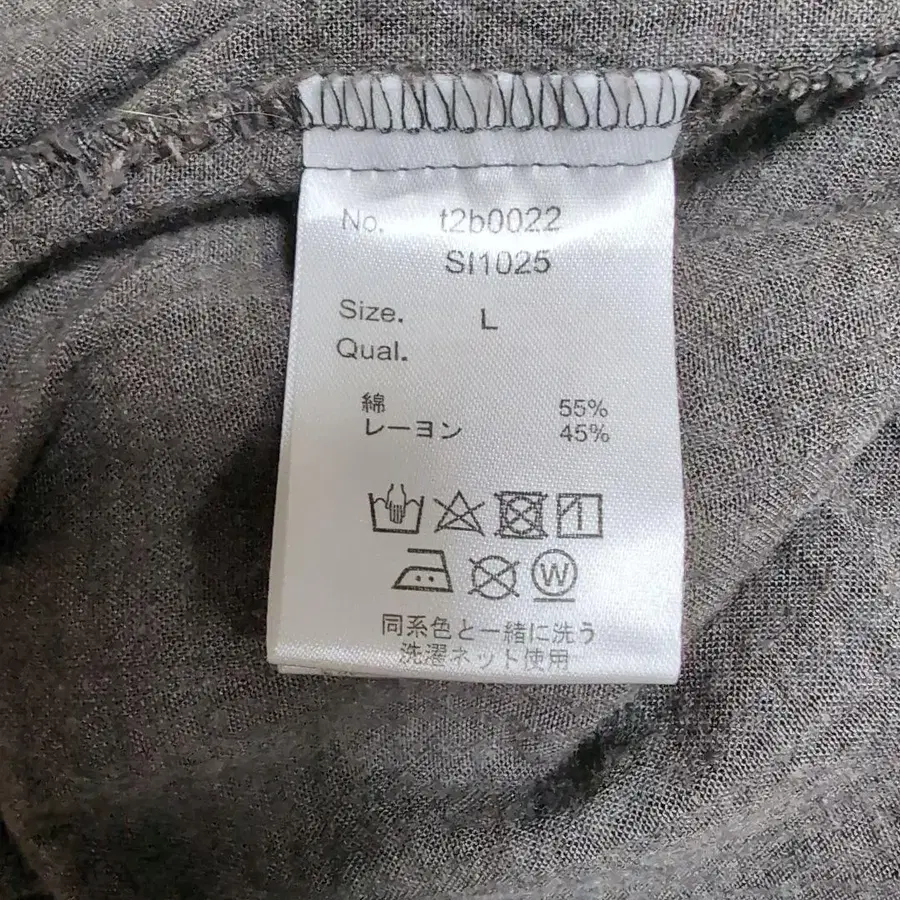 No. t2b0022
SI1025
Size. L
Qual.
綿 55%
レーヨン 45%
W
同系色と一緒に洗う
洗濯ネット使用